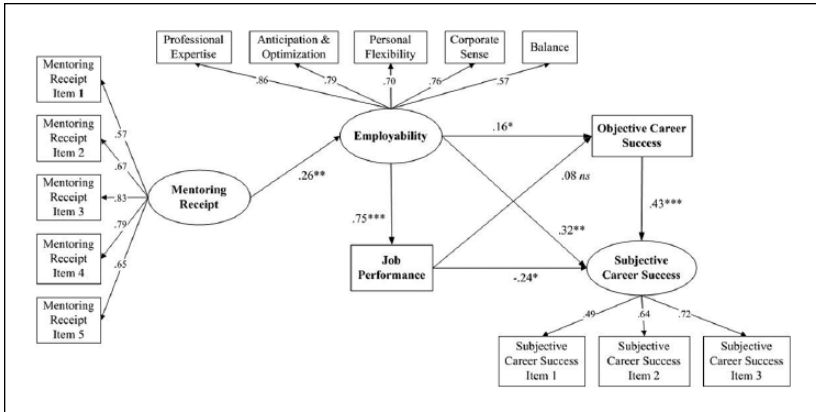 Professional
Expertise
Anticipation &
Optimization
Personal
Flexibility
Corporate
Sense
Balance
.86
.79
.70
.76
.57
Mentoring
Receipt
Item 1
Mentoring
Receipt
Item 2
Mentoring
Receipt
Item 3
Mentoring
Receipt
Item 4
Mentoring
Receipt
Item 5
.57
.67
.83
.79
.65
Mentoring
Receipt
.26**
Employability
.16*
Objective Career
Success
.08 ns
.75***
.32**
.43***
Job
Performance
-.24*
Subjective
Career Success
.49
.64
.72
Subjective
Career Success
Item 1
Subjective
Career Success
Item 2
Subjective
Career Success
Item 3